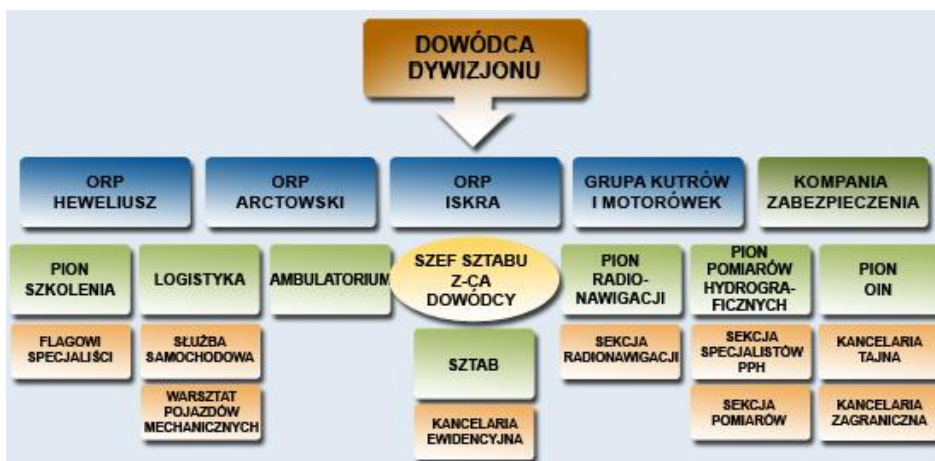 DOWÓDCA
DYWIZJONU
ORP
HEWELIUSZ
ORP
ARCTOWSKI
ORP
ISKRA
GRUPA KUTRÓW
I MOTORÓWEK
KOMPANIA
ZABEZPIECZENIA
PION
SZKOLENIA
LOGISTYKA
AMBULATORIUM
SZEF SZTABU
Z-CA
DOWÓDCY
PION
RADIO-
NAWIGACJI
PION
POMIARÓW
HYDROGRA-
FICZNYCH
PION
OIN
FLAGOWI
SPECJALIŚCI
SŁUŻBA
SAMOCHODOWA
WARSZTAT
POJAZDÓW
MECHANICZNYCH
SZTAB
KANCELARIA
EWIDENCYJNA
SEKCJA
RADIONAWIGACJI
SEKCJA
SPECJALISTÓW
PPH
SEKCJA
POMIARÓW
KANCELARIA
TAJNA
KANCELARIA
ZAGRANICZNA